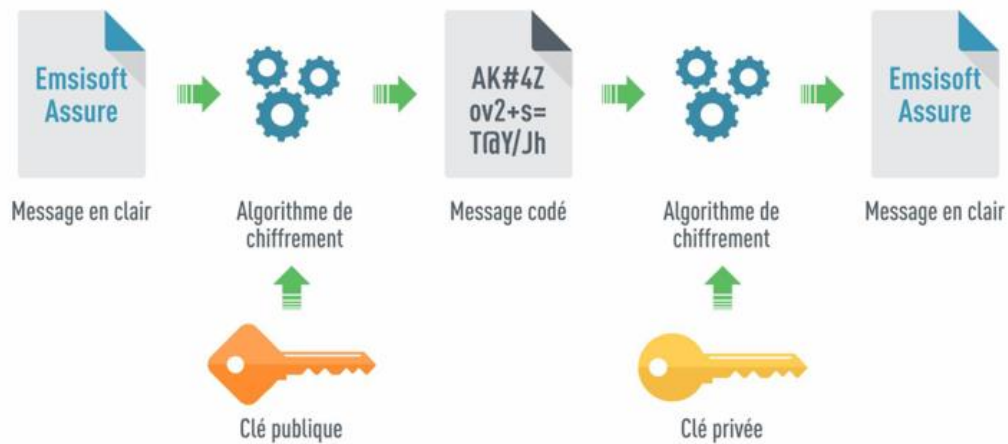 Emsisoft
Assure
AK#4Z
ov2+s=
T@Y/Jh
Emsisoft
Assure
Message en clair
Algorithme de
chiffrement
Message codé
Algorithme de
chiffrement
Message en clair
Clé publique
Clé privée